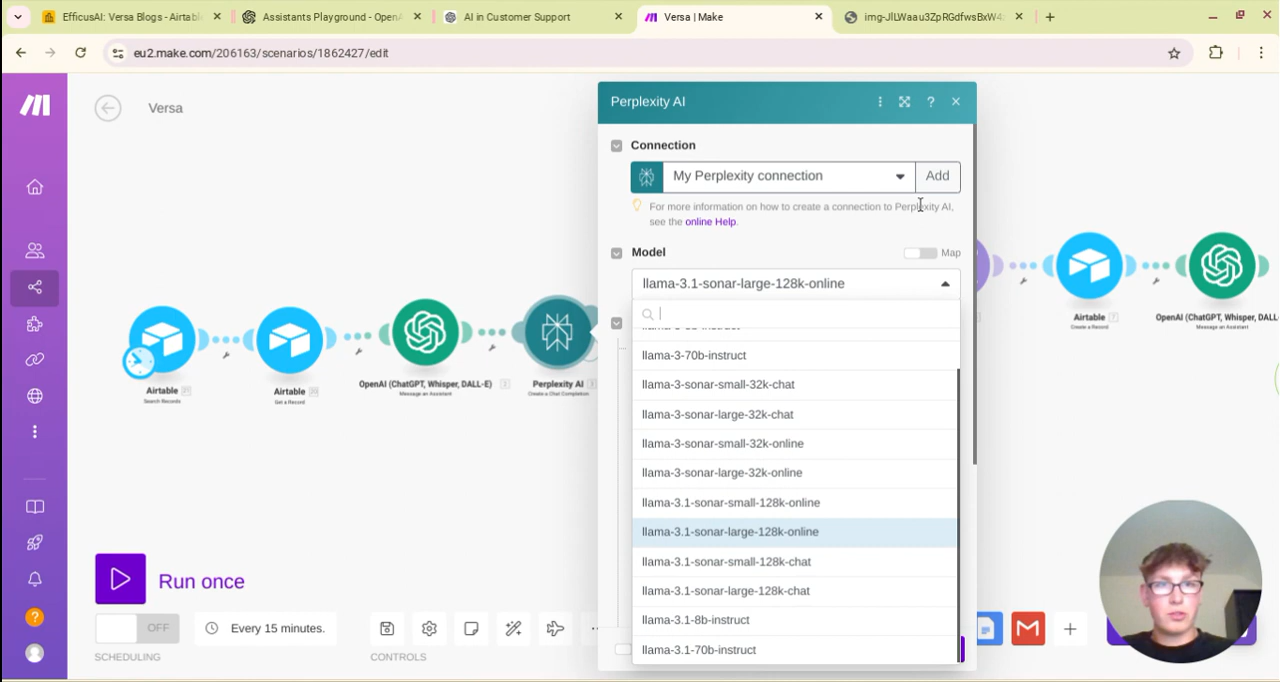 EfficusAI: Versa Blogs - Airtabl
Assistants Playground - OpenA
AI in Customer Support
Versa | Make
img-JlLWaau3ZpRGdfwsBxW4
eu2.make.com/206163/scenarios/1862427/edit
Versa
Perplexity AI
Connection
My Perplexity connection
Add
For more information on how to create a connection to Perplexity AI,
see the online Help.
Model
Map
llama-3.1-sonar-large-128k-online
llama-3-70b-instruct
llama-3-sonar-small-32k-chat
llama-3-sonar-large-32k-chat
llama-3-sonar-small-32k-online
llama-3-sonar-large-32k-online
llama-3.1-sonar-small-128k-online
llama-3.1-sonar-large-128k-online
llama-3.1-sonar-small-128k-chat
llama-3.1-sonar-large-128k-chat
llama-3.1-8b-instruct
llama-3.1-70b-instruct
Airtable
Search Records
Airtable
Get a Record
OpenAI (ChatGPT, Whisper, DALL-E)
Message an Assistant
Perplexity AI
Create a Chat Completion
Airtable
Create a Record
OpenAI (ChatGPT, Whisper, DALL-
Message an Assistant
Run once
OFF
Every 15 minutes.
SCHEDULING
CONTROLS